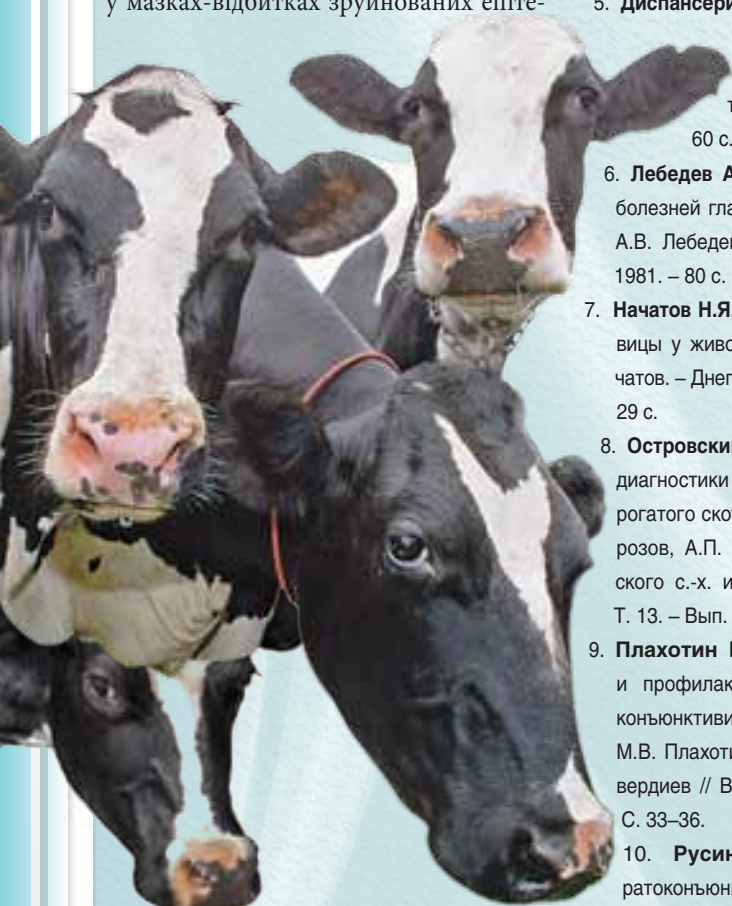 у мазках-відбитках зруйнованих епіте-
5. Диспансери
60 с.
6. Лебедев А
болезней гла
А.В. Лебедев
1981. – 80 с.
7. Начатов Н.Я.
вицы у живо
чатов. – Днеп
29 с.
8. Островски
диагностики
рогатого ско
розов, А.П.
ского с.-х. и
Т. 13. – Вып.
9. Плахотин
и профилак
конъюнктиви
М.В. Плахоти
вердиев // В
С. 33–36.
10. Русин
ратоконъюн